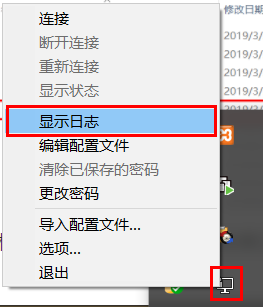 连接
断开连接
重新连接
显示状态
显示日志
编辑配置文件
清除已保存的密码
更改密码
导入配置文件...
选项...
退出
修改日期
2019/3/
2019/3/
2019/3/
2019/3/